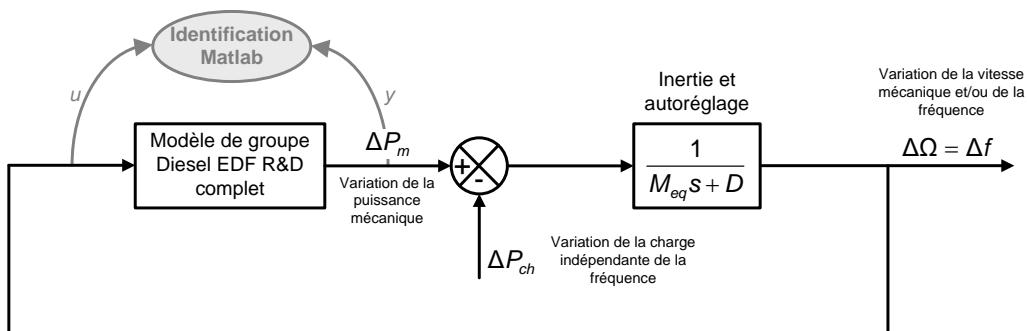 Identification
Matlab
u
y
Modèle de groupe
Diesel EDF R&D
complet
ΔPm
Variation de la
puissance
mécanique
+
-
ΔPch
Variation de la charge
indépendante de la
fréquence
Inertie et
autoréglage
1
Meq s + D
Variation de la vitesse
mécanique et/ou de la
fréquence
ΔΩ = Δf